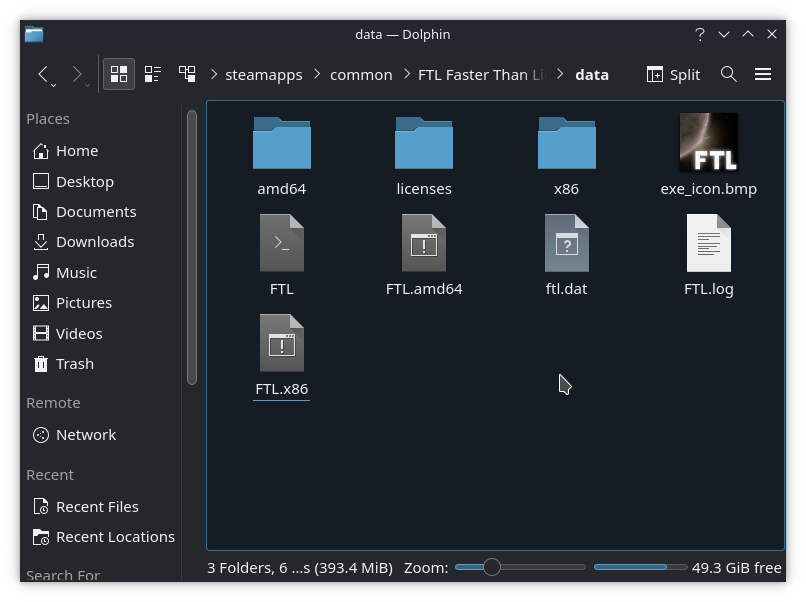 data — Dolphin
steamapps common FTL Faster Than data
Split
Places
Home
Desktop
Documents
Downloads
Music
Pictures
Videos
Trash
Remote
Network
Recent
Recent Files
Recent Locations
Search For
amd64 licenses x86 exe_icon.bmp
FTL FTL.amd64 ftl.dat FTL.log
FTL.x86
3 Folders, 6 ...s (393.4 MiB) Zoom: 49.3 GiB free